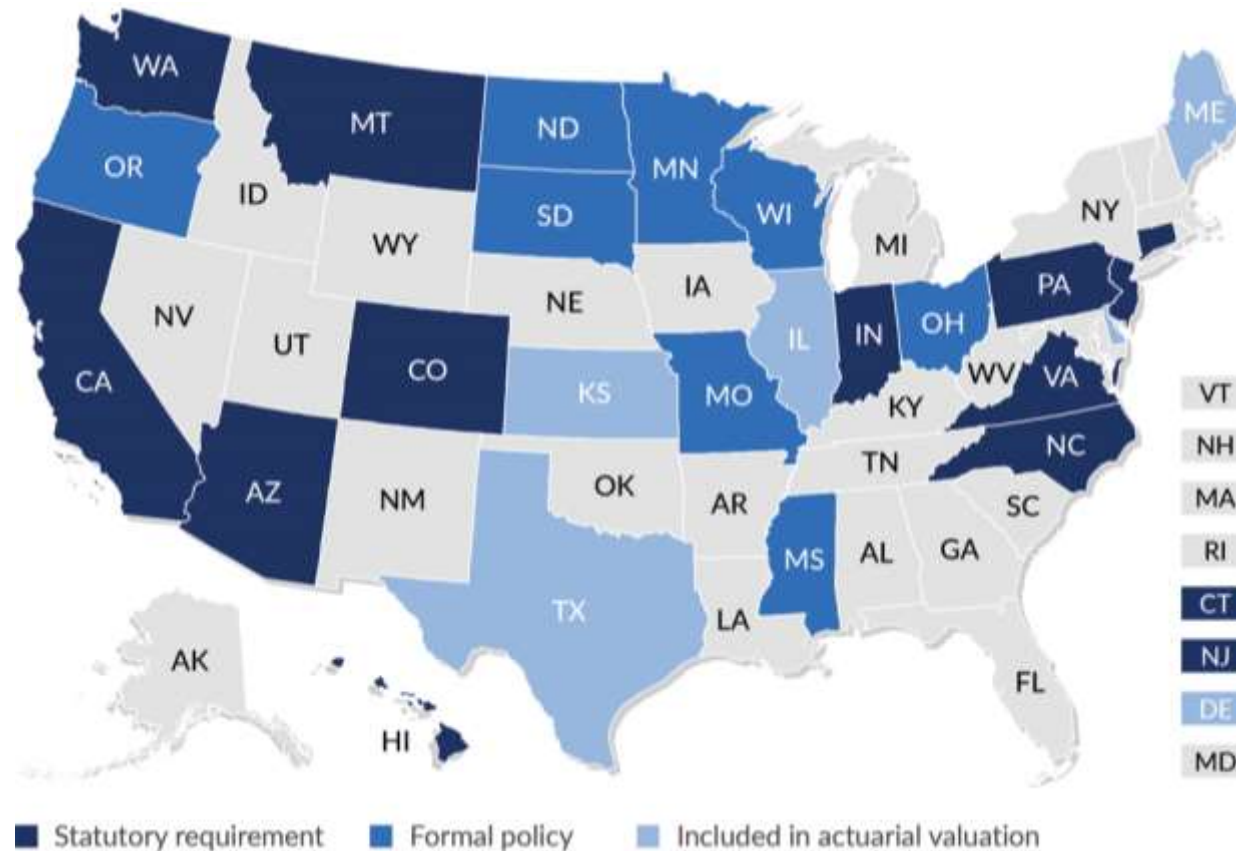 WA
MT
ND
MN
ME
OR
ID
SD
WI
NY
WY
MI
IA
NE
PA
NV
UT
CO
IL
IN
OH
CA
KS
MO
WV
VA
KY
VT
NC
TN
NH
AZ
NM
OK
AR
SC
MA
MS
AL
GA
RI
TX
LA
CT
AK
NJ
FL
DE
HI
MD
Statutory requirement
Formal policy
Included in actuarial valuation